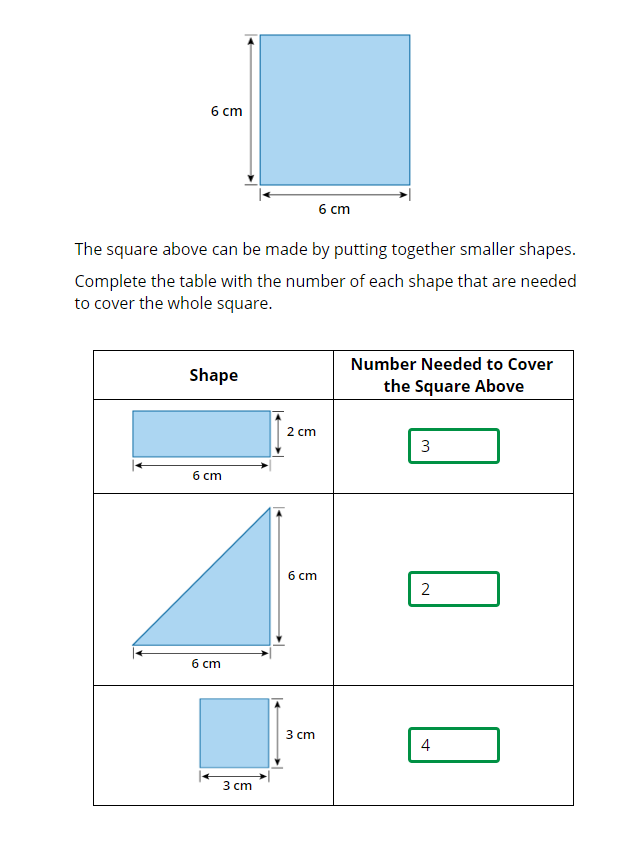 6 cm
6 cm
The square above can be made by putting together smaller shapes.
Complete the table with the number of each shape that are needed
to cover the whole square.
Shape
Number Needed to Cover
the Square Above
2 cm
6 cm
3
6 cm
6 cm
2
3 cm
3 cm
4